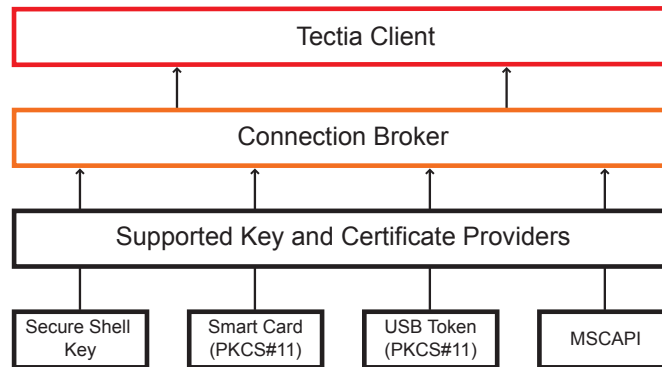 Tectia Client
Connection Broker
Supported Key and Certificate Providers
Secure Shell
Key
Smart Card
(PKCS#11)
USB Token
(PKCS#11)
MSCAPI